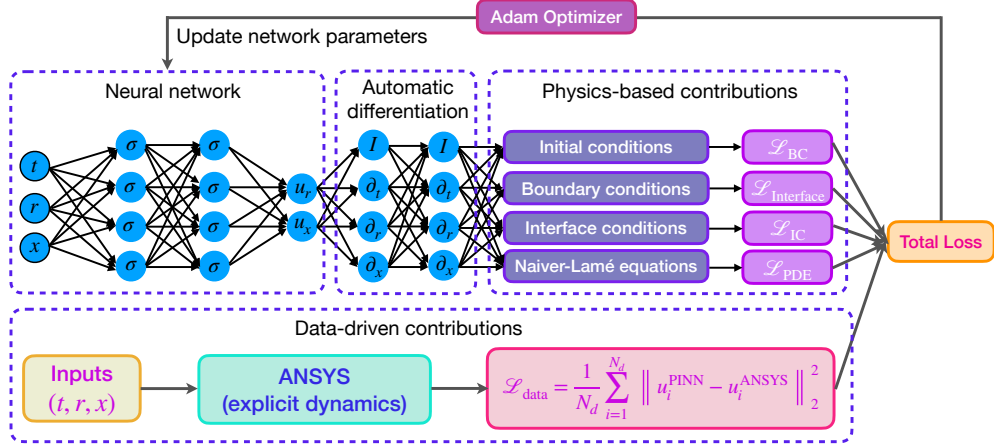 Adam Optimizer
Update network parameters
Neural network
Automatic
differentiation
Physics-based contributions
t
r
x
σ
σ
σ
σ
σ
σ
σ
σ
u_r
u_x
I
∂_t
∂_r
∂_x
I
∂_t
∂_r
∂_x
Initial conditions
Boundary conditions
Interface conditions
Naiver-Lamé equations
ℒ_BC
ℒ_Interface
ℒ_IC
ℒ_PDE
Total Loss
Data-driven contributions
Inputs
(t, r, x)
ANSYS
(explicit dynamics)
ℒ_data = 1/N_d ∑_{i=1}^{N_d} ‖ u_i^PINN − u_i^ANSYS ‖_2^2